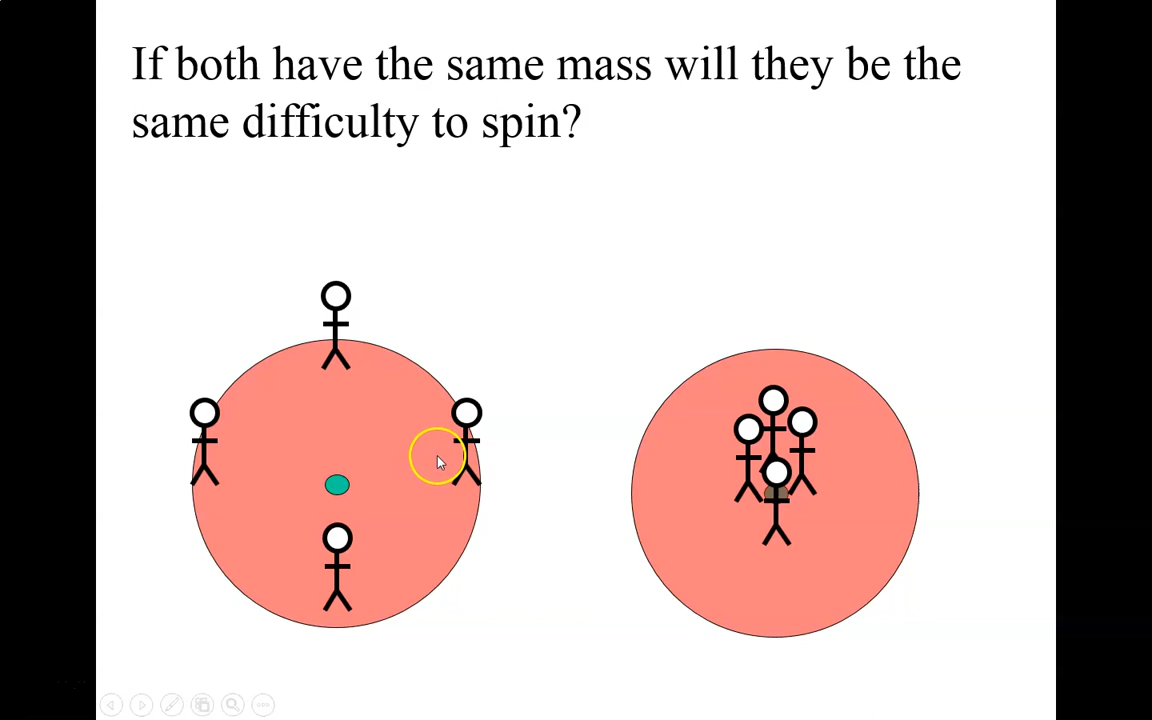 If both have the same mass will they be the
same difficulty to spin?